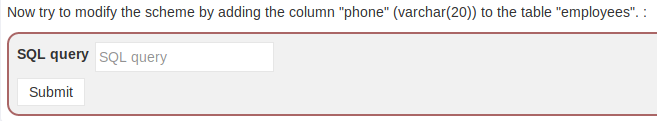 Now try to modify the scheme by adding the column "phone" (varchar(20)) to the table "employees". :
SQL query SQL query
Submit